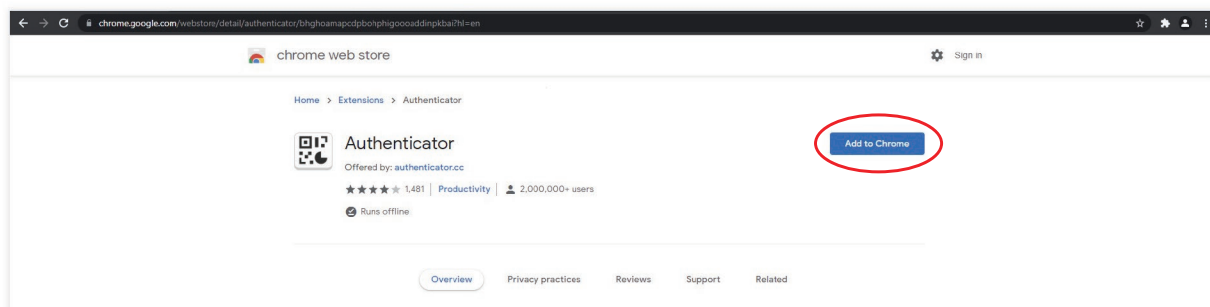 chrome.google.com/webstore/detail/authenticator/bhghoamapcdpbohphigoooaddinpkbai?hl=en
chrome web store
Sign in
Home > Extensions > Authenticator
Authenticator
Add to Chrome
Offered by: authenticator.cc
1,481 | Productivity | 2,000,000+ users
Runs offline
Overview Privacy practices Reviews Support Related